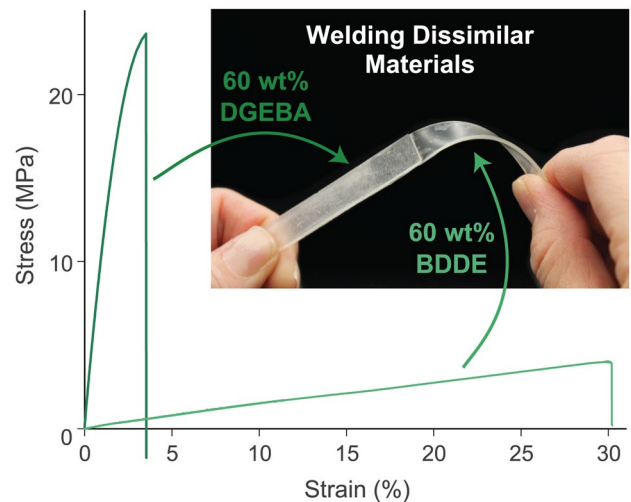 Welding Dissimilar
Materials
60 wt%
DGEBA
60 wt%
BDDE
Stress (MPa)
20
10
0
0 5 10 15 20 25 30
Strain (%)